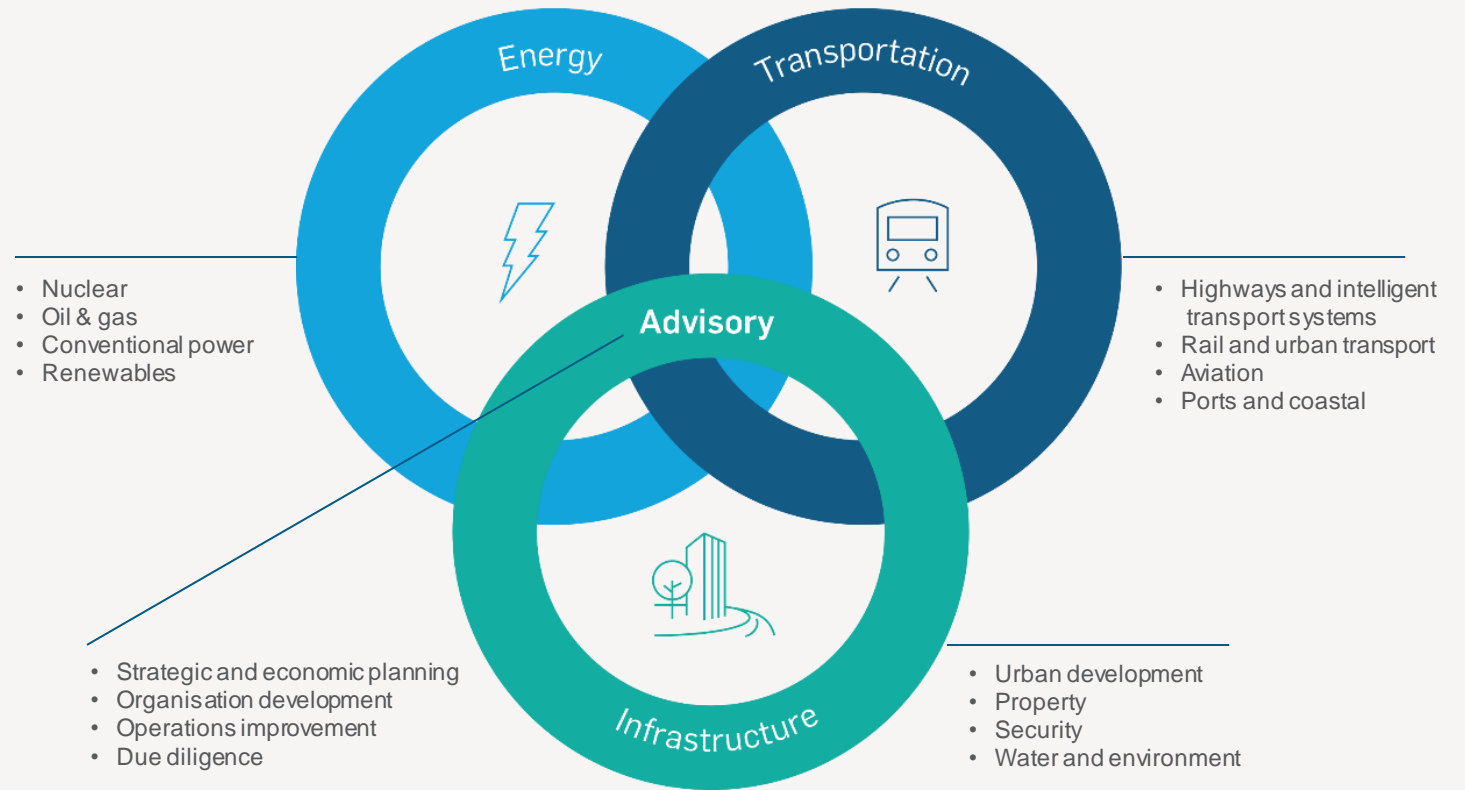 Energy
Transportation
• Nuclear
• Oil & gas
• Conventional power
• Renewables
Advisory
• Highways and intelligent
transport systems
• Rail and urban transport
• Aviation
• Ports and coastal
• Strategic and economic planning
• Organisation development
• Operations improvement
• Due diligence
Infrastructure
• Urban development
• Property
• Security
• Water and environment